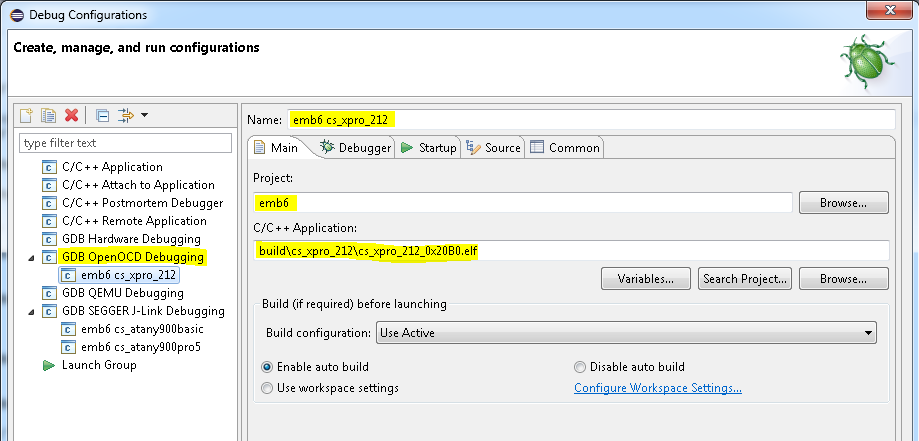 Debug Configurations
Create, manage, and run configurations
type filter text
C/C++ Application
C/C++ Attach to Application
C/C++ Postmortem Debugger
C/C++ Remote Application
GDB Hardware Debugging
GDB OpenOCD Debugging
emb6 cs_xpro_212
GDB QEMU Debugging
GDB SEGGER J-Link Debugging
emb6 cs_atany900basic
emb6 cs_atany900pro5
Launch Group
Name: emb6 cs_xpro_212
Main Debugger Startup Source Common
Project:
emb6 Browse...
C/C++ Application:
build\cs_xpro_212\cs_xpro_212_0x20B0.elf
Variables... Search Project... Browse...
Build (if required) before launching
Build configuration: Use Active
Enable auto build Disable auto build
Use workspace settings Configure Workspace Settings...